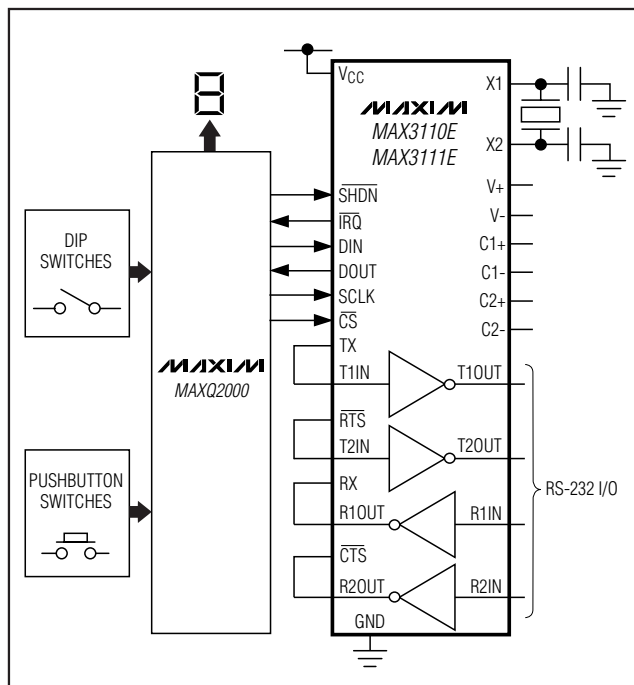 VCC
MAXIM
MAX3110E
MAX3111E
X1
X2
V+
V-
C1+
C1-
C2+
C2-
SHDN
IRQ
DIN
DOUT
SCLK
CS
TX
T1IN
T1OUT
RTS
T2IN
T2OUT
RX
R1OUT
R1IN
CTS
R2OUT
R2IN
GND
RS-232 I/O
DIP
SWITCHES
MAXIM
MAXQ2000
PUSHBUTTON
SWITCHES